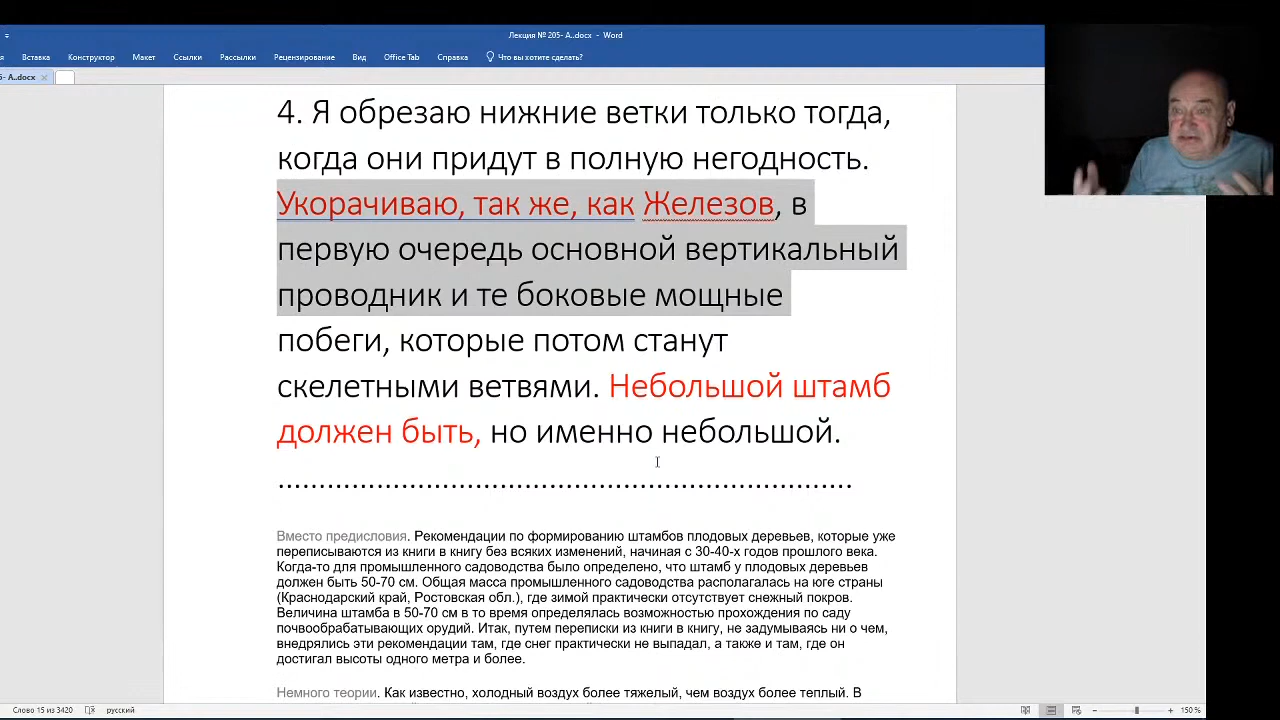 Лекция № 205- А..docx - Word
Вставка Конструктор Макет Ссылки Рассылки Рецензирование Вид Office Tab Справка Что вы хотите сделать?
А..docx
4. Я обрезаю нижние ветки только тогда,
когда они придут в полную негодность.
Укорачиваю, так же, как Железов, в
первую очередь основной вертикальный
проводник и те боковые мощные
побеги, которые потом станут
скелетными ветвями. Небольшой штамб
должен быть, но именно небольшой.
Вместо предисловия. Рекомендации по формированию штамбов плодовых деревьев, которые уже
переписываются из книги в книгу без всяких изменений, начиная с 30-40-х годов прошлого века.
Когда-то для промышленного садоводства было определено, что штамб у плодовых деревьев
должен быть 50-70 см. Общая масса промышленного садоводства располагалась на юге страны
(Краснодарский край, Ростовская обл.), где зимой практически отсутствует снежный покров.
Величина штамба в 50-70 см в то время определялась возможностью прохождения по саду
почвообрабатывающих орудий. Итак, путем переписки из книги в книгу, не задумываясь ни о чем,
внедрялись эти рекомендации там, где снег практически не выпадал, а также и там, где он
достигал высоты одного метра и более.
Немного теории. Как известно, холодный воздух более тяжелый, чем воздух более теплый. В
Слово 15 из 3420 русский 150 %